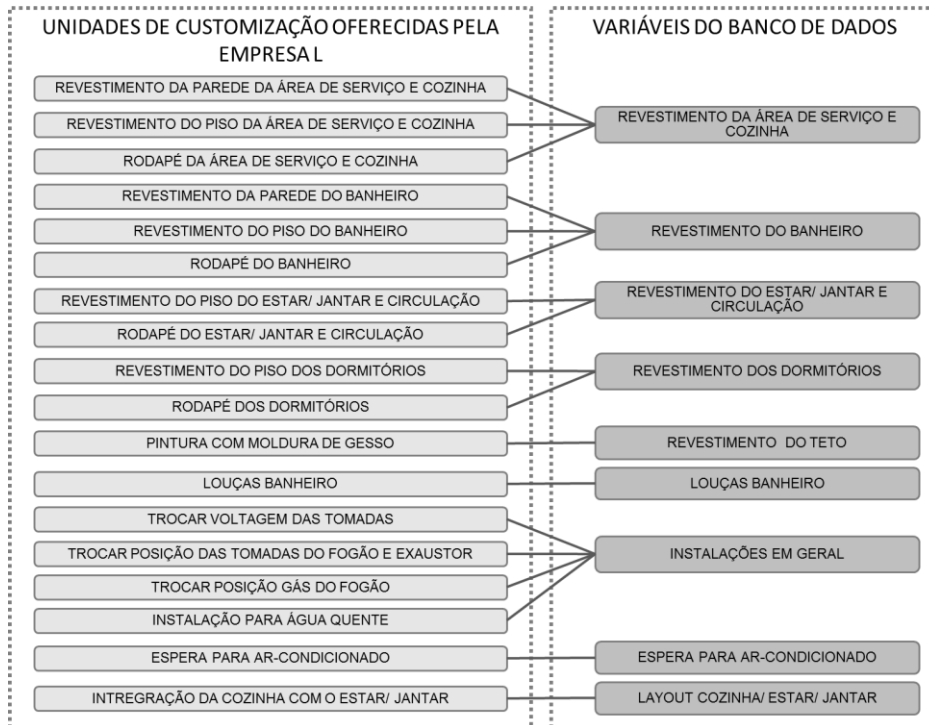 UNIDADES DE CUSTOMIZAÇÃO OFERECIDAS PELA
EMPRESA L
REVESTIMENTO DA PAREDE DA ÁREA DE SERVIÇO E COZINHA
REVESTIMENTO DO PISO DA ÁREA DE SERVIÇO E COZINHA
RODAPÉ DA ÁREA DE SERVIÇO E COZINHA
REVESTIMENTO DA PAREDE DO BANHEIRO
REVESTIMENTO DO PISO DO BANHEIRO
RODAPÉ DO BANHEIRO
REVESTIMENTO DO PISO DO ESTAR/ JANTAR E CIRCULAÇÃO
RODAPÉ DO ESTAR/ JANTAR E CIRCULAÇÃO
REVESTIMENTO DO PISO DOS DORMITÓRIOS
RODAPÉ DOS DORMITÓRIOS
PINTURA COM MOLDURA DE GESSO
LOUÇAS BANHEIRO
TROCAR VOLTAGEM DAS TOMADAS
TROCAR POSIÇÃO DAS TOMADAS DO FOGÃO E EXAUSTOR
TROCAR POSIÇÃO GÁS DO FOGÃO
INSTALAÇÃO PARA ÁGUA QUENTE
ESPERA PARA AR-CONDICIONADO
INTREGRAÇÃO DA COZINHA COM O ESTAR/ JANTAR
VARIÁVEIS DO BANCO DE DADOS
REVESTIMENTO DA ÁREA DE SERVIÇO E
COZINHA
REVESTIMENTO DO BANHEIRO
REVESTIMENTO DO ESTAR/ JANTAR E
CIRCULAÇÃO
REVESTIMENTO DOS DORMITÓRIOS
REVESTIMENTO DO TETO
LOUÇAS BANHEIRO
INSTALAÇÕES EM GERAL
ESPERA PARA AR-CONDICIONADO
LAYOUT COZINHA/ ESTAR/ JANTAR